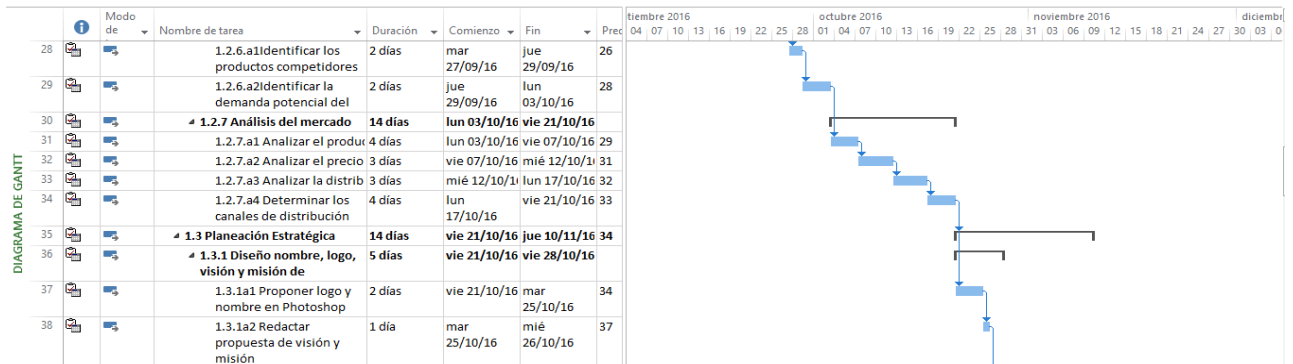 Modo
de
Nombre de tarea
Duración
Comienzo
Fin
Prec
tiembre 2016
octubre 2016
noviembre 2016
diciembr
04 07 10 13 16 19 22 25 28 01 04 07 10 13 16 19 22 25 28 31 03 06 09 12 15 18 21 24 27 30 03 0
28 1.2.6.a1Identificar los 2 días mar jue 26
productos competidores 27/09/16 29/09/16
29 1.2.6.a2Identificar la 2 días jue lun 28
demanda potencial del 29/09/16 03/10/16
30 1.2.7 Análisis del mercado 14 días lun 03/10/16 vie 21/10/16
31 1.2.7.a1 Analizar el produc 4 días lun 03/10/16 vie 07/10/16 29
32 1.2.7.a2 Analizar el precio 3 días vie 07/10/16 mié 12/10/16 31
33 1.2.7.a3 Analizar la distrib 3 días mié 12/10/16 lun 17/10/16 32
34 1.2.7.a4 Determinar los 4 días lun vie 21/10/16 33
canales de distribución 17/10/16
35 1.3 Planeación Estratégica 14 días vie 21/10/16 jue 10/11/16 34
36 1.3.1 Diseño nombre, logo, 5 días vie 21/10/16 vie 28/10/16
visión y misión de
37 1.3.1a1 Proponer logo y 2 días vie 21/10/16 mar 34
nombre en Photoshop 25/10/16
38 1.3.1a2 Redactar 1 día mar mié 37
propuesta de visión y 25/10/16 26/10/16
misión
DIAGRAMA DE GANTT